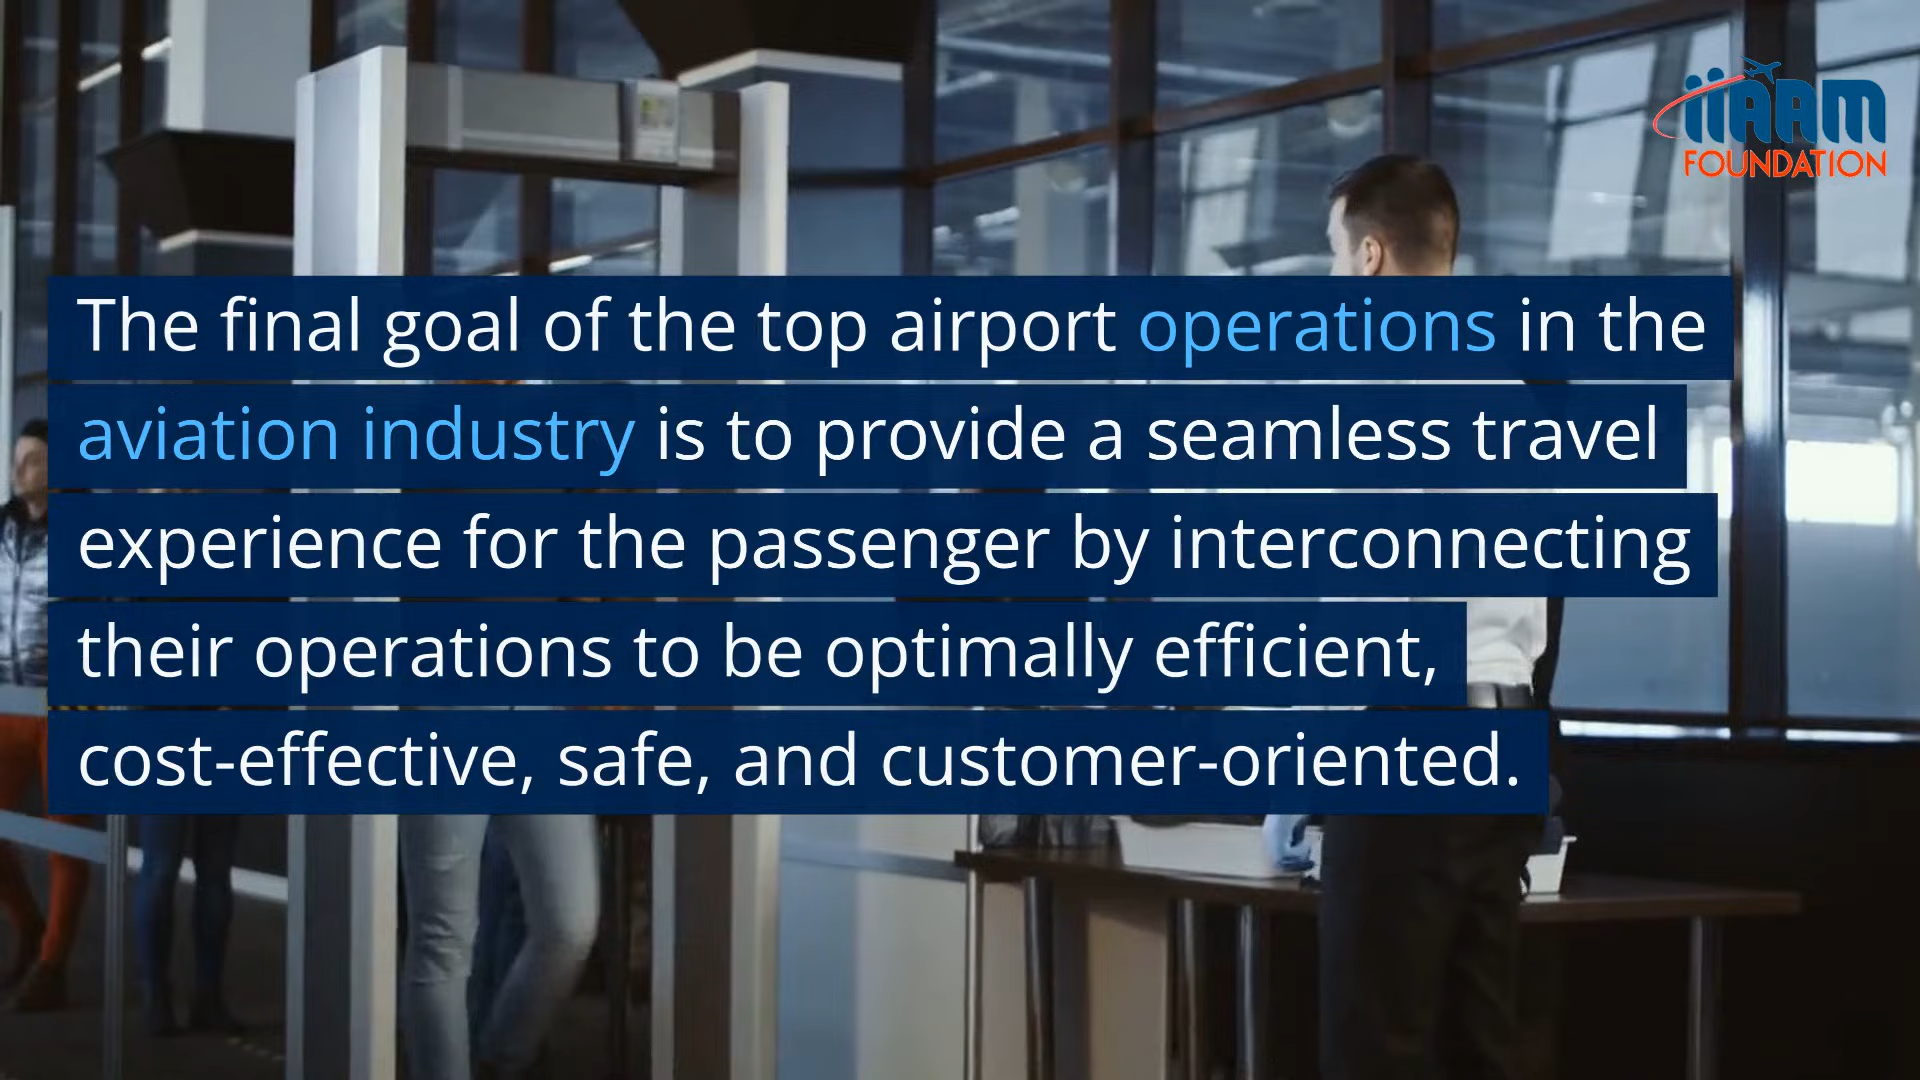 iiAAM
FOUNDATION
The final goal of the top airport operations in the
aviation industry is to provide a seamless travel
experience for the passenger by interconnecting
their operations to be optimally efficient,
cost-effective, safe, and customer-oriented.